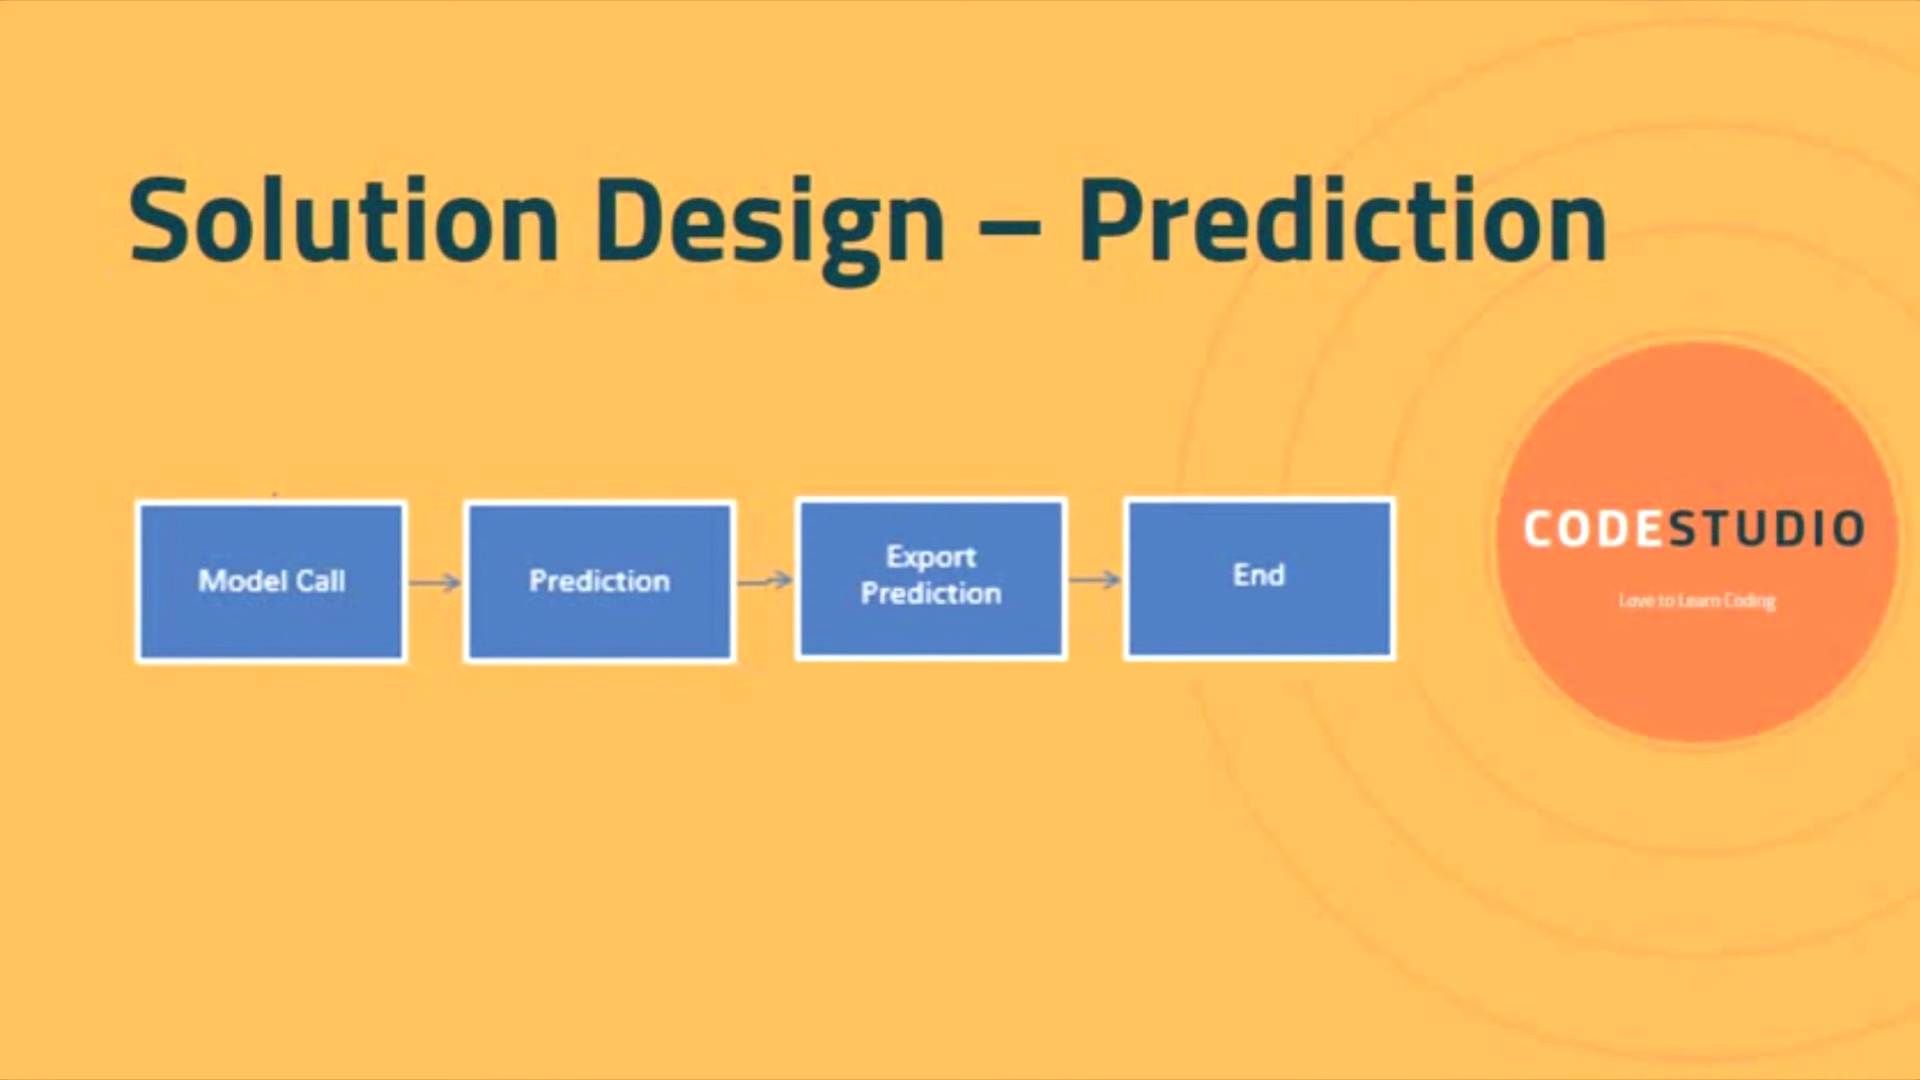 Solution Design – Prediction
Model Call
Prediction
Export
Prediction
End
CODESTUDIO
Love to Learn Coding